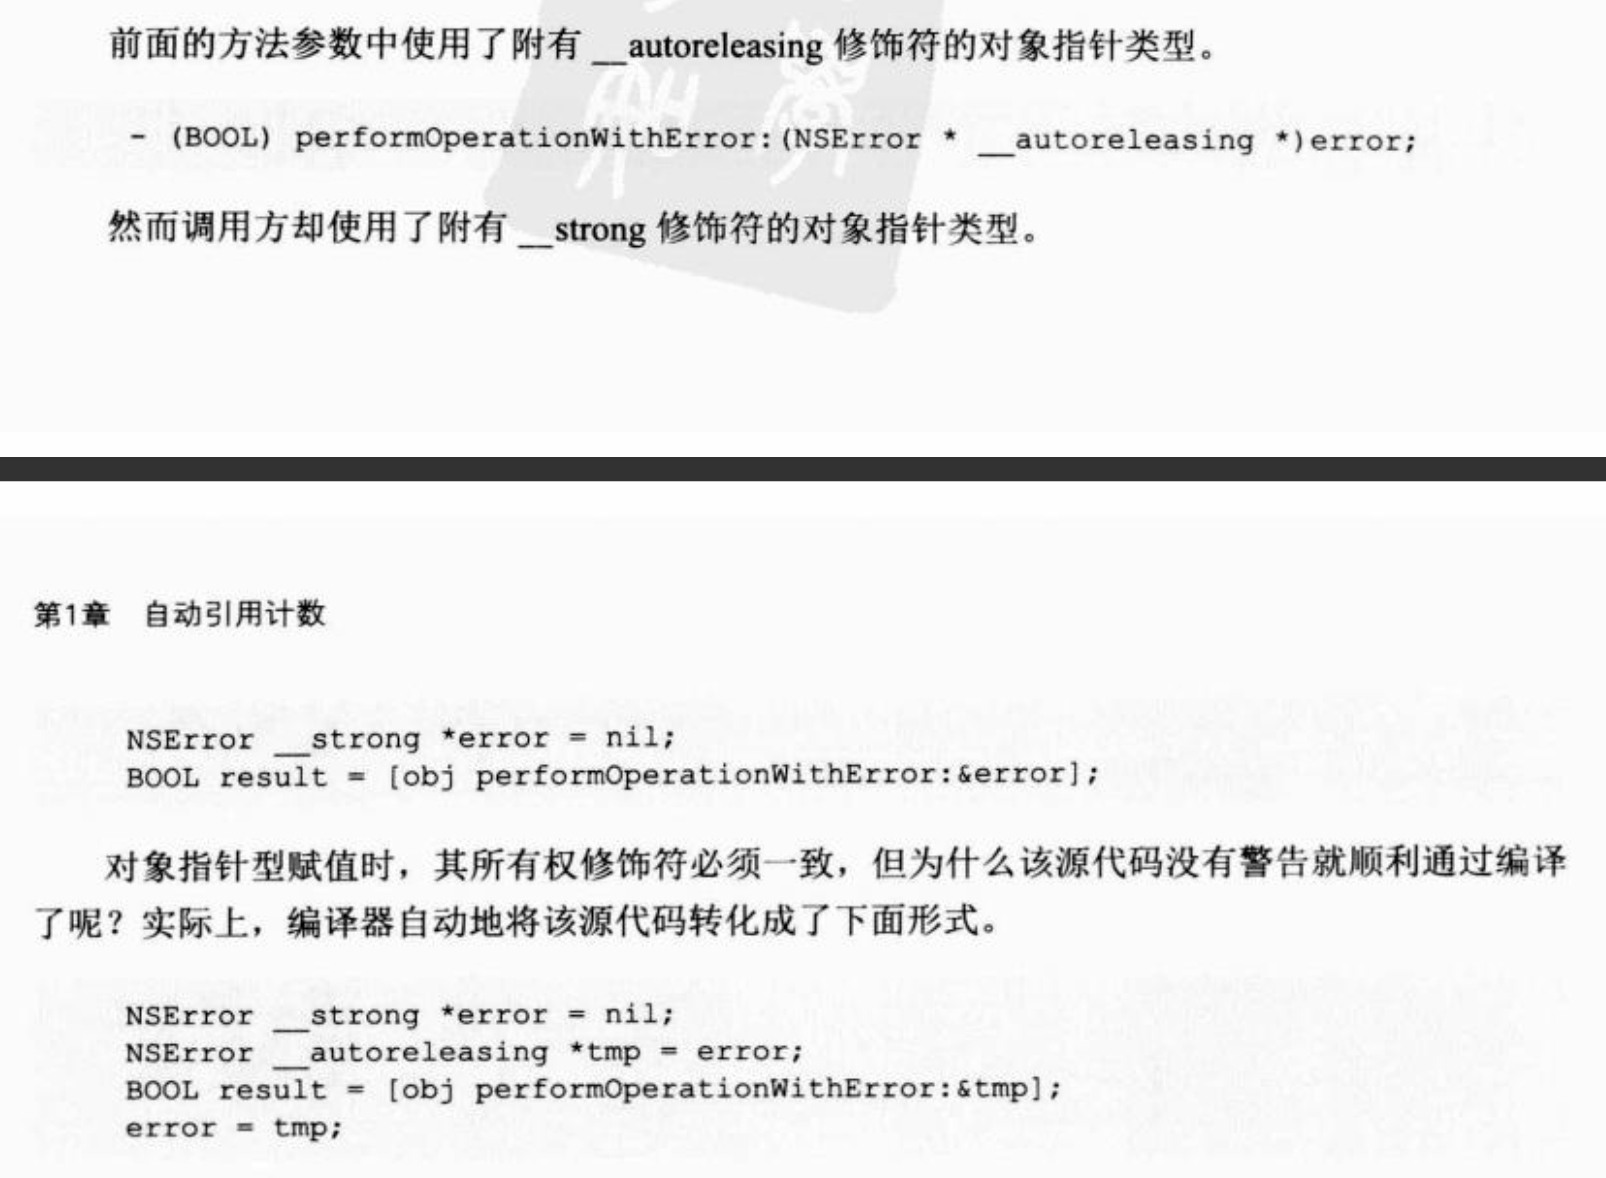 前面的方法参数中使用了附有 __autoreleasing 修饰符的对象指针类型。
- (BOOL) performOperationWithError:(NSError * __autoreleasing *)error;
然而调用方却使用了附有 __strong 修饰符的对象指针类型。
第1章 自动引用计数
NSError __strong *error = nil;
BOOL result = [obj performOperationWithError:&error];
对象指针型赋值时，其所有权修饰符必须一致，但为什么该源代码没有警告就顺利通过编译
了呢？实际上，编译器自动地将该源代码转化成了下面形式。
NSError __strong *error = nil;
NSError __autoreleasing *tmp = error;
BOOL result = [obj performOperationWithError:&tmp];
error = tmp;